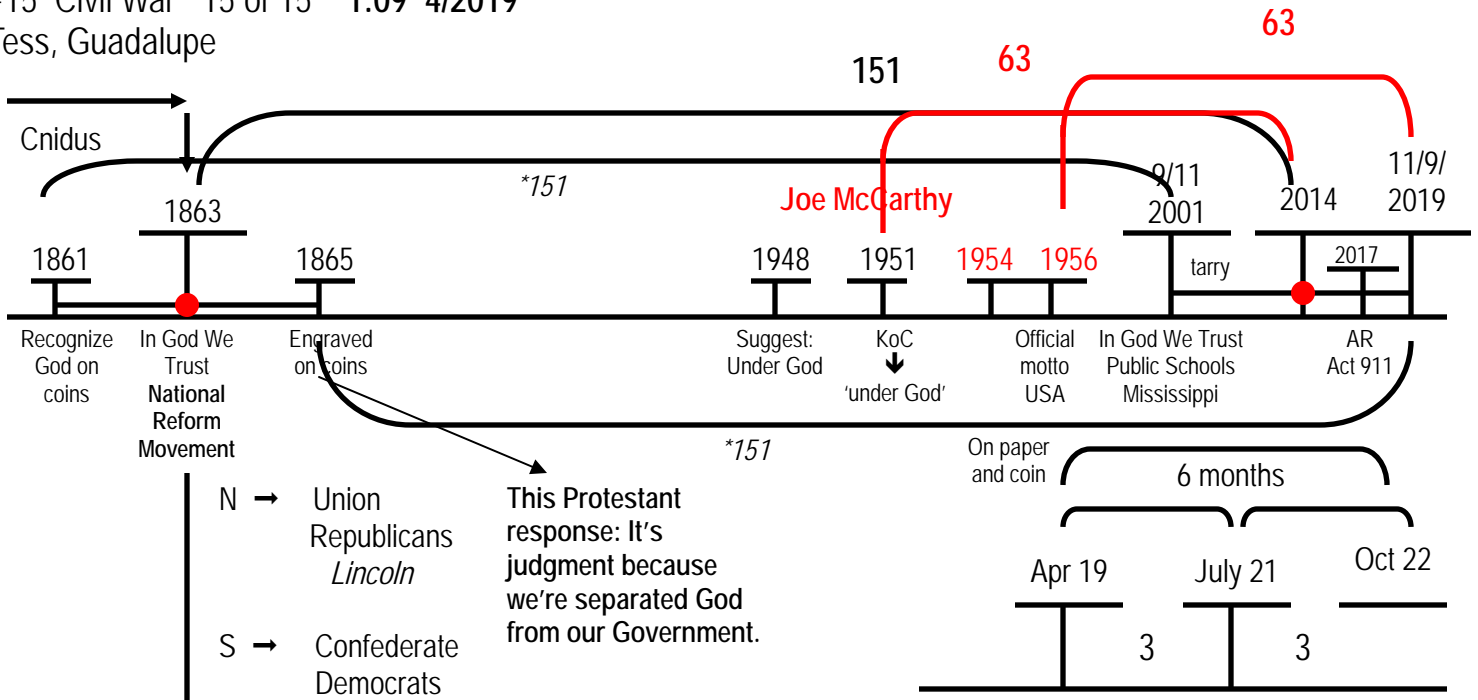 -15 Civil War 15 of 15 1:09 4/2019
Tess, Guadalupe
63
63
151
Cnidus
*151
Joe McCarthy
9/11
2001
2014
11/9/
2019
1863
1861
1865
1948
1951
1954
1956
tarry
2017
Recognize
God on
coins
In God We
Trust
National
Reform
Movement
Engraved
on coins
Suggest:
Under God
KoC
'under God'
Official
motto
USA
In God We Trust
Public Schools
Mississippi
AR
Act 911
*151
On paper
and coin
6 months
N → Union
Republicans
Lincoln
This Protestant
response: It's
judgment because
we're separated God
from our Government.
Apr 19
July 21
Oct 22
S → Confederate
Democrats
3
3